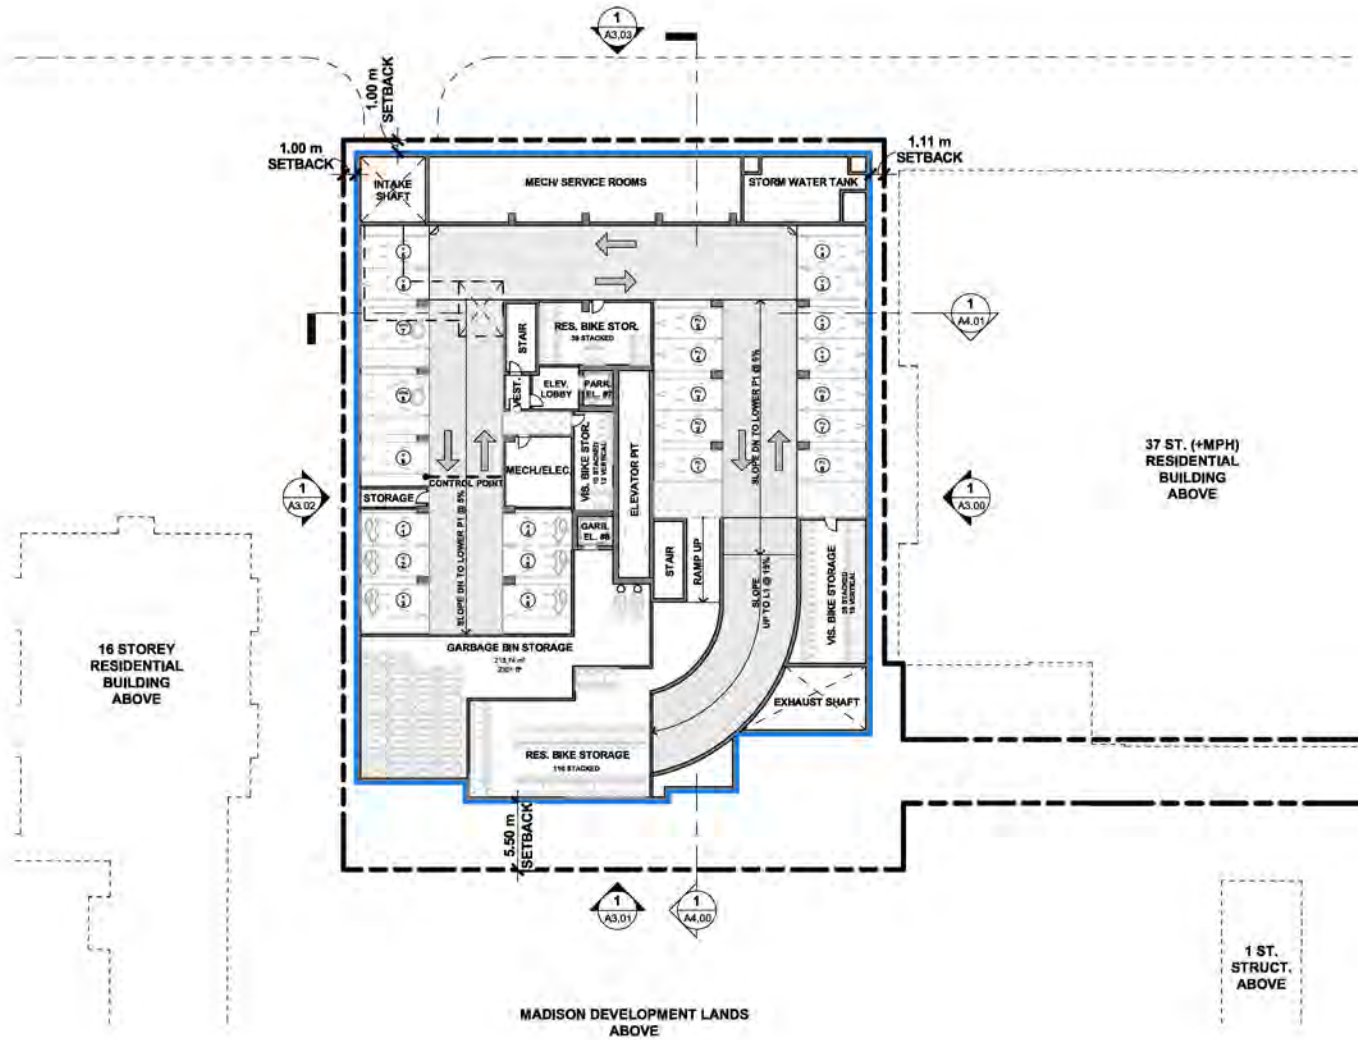 1
A3.03
1.00 m
SETBACK
1.00 m
SETBACK
1.11 m
SETBACK
INTAKE
SHAFT
MECH/ SERVICE ROOMS
STORM WATER TANK
1
A4.01
STAIR
RES. BIKE STOR.
39 STACKED
VEST.
ELEV.
LOBBY
PARK.
EL. #7
SLOPE DN TO LOWER P1 @ 5%
MECH./ELEC.
VIS. BIKE STOR.
12 VERTICAL
ELEVATOR PIT
CONTROL POINT
STORAGE
1
A3.02
1
A3.00
37 ST. (+MPH)
RESIDENTIAL
BUILDING
ABOVE
SLOPE DN TO LOWER P1 @ 5%
GARB.
EL. #8
STAIR
RAMP UP
SLOPE
UP TO L1 @ 15%
VIS. BIKE STORAGE
16 STOREY
RESIDENTIAL
BUILDING
ABOVE
GARBAGE BIN STORAGE
EXHAUST SHAFT
RES. BIKE STORAGE
116 STACKED
5.50 m
SETBACK
1
A3.01
1
A4.00
1 ST.
STRUCT.
ABOVE
MADISON DEVELOPMENT LANDS
ABOVE